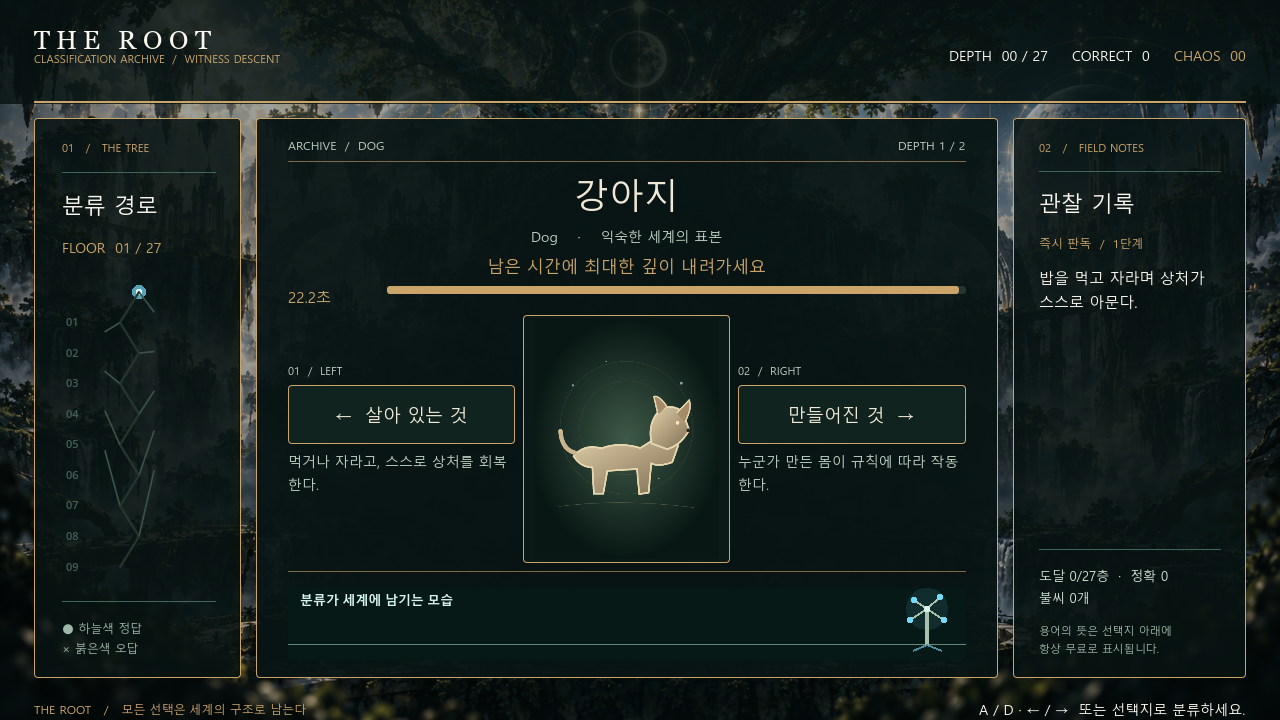 THE ROOT
CLASSIFICATION ARCHIVE / WITNESS DESCENT
DEPTH 00 / 27 CORRECT 0 CHAOS 00
01 / THE TREE
분류 경로
FLOOR 01 / 27
01
02
03
04
05
06
07
08
09
● 하늘색 정답
× 붉은색 오답
ARCHIVE / DOG
DEPTH 1 / 2
강아지
Dog · 익숙한 세계의 표본
남은 시간에 최대한 깊이 내려가세요
22.2초
01 / LEFT
← 살아 있는 것
먹거나 자라고, 스스로 상처를 회복
한다.
02 / RIGHT
만들어진 것 →
누군가 만든 몸이 규칙에 따라 작동
한다.
분류가 세계에 남기는 모습
02 / FIELD NOTES
관찰 기록
즉시 판독 / 1단계
밥을 먹고 자라며 상처가
스스로 아문다.
도달 0/27층 · 정확 0
불씨 0개
용어의 뜻은 선택지 아래에
항상 무료로 표시됩니다.
THE ROOT / 모든 선택은 세계의 구조로 남는다
A / D · ← / → 또는 선택지로 분류하세요.